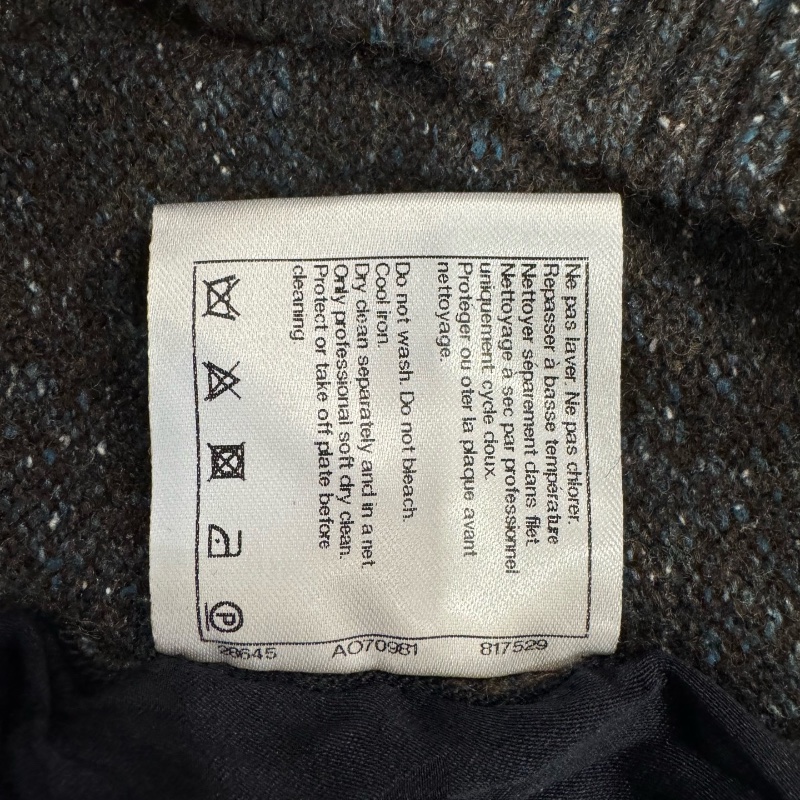 Ne pas laver. Ne pas chlorer.
Repasser à basse température
Nettoyer séparement dans filet
Nettoyage à sec par professionnel
uniquement cycle doux.
Protéger ou oter la plaque avant
nettoyage.
Do not wash. Do not bleach.
Cool iron.
Dry clean separately and in a net.
Only professional soft dry clean.
Protect or take off plate before
cleaning
P
28645 AO70981 817529